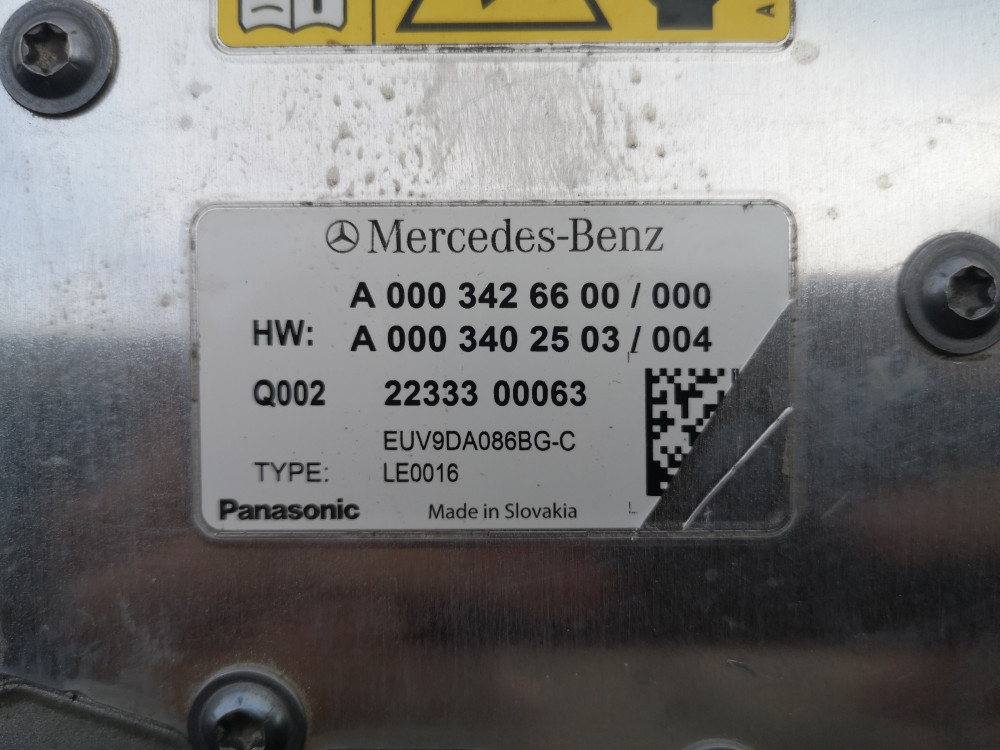 A
Mercedes-Benz
A 000 342 66 00 / 000
HW: A 000 340 25 03 / 004
Q002 22333 00063
EUV9DA086BG-C
TYPE: LE0016
Panasonic Made in Slovakia